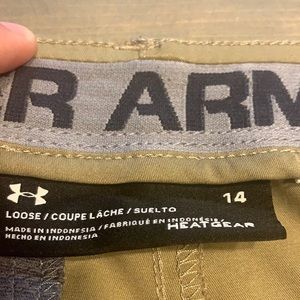 R ARM
14
LOOSE / COUPE LÂCHE / SUELTO
MADE IN INDONESIA / FABRIQUÉ EN INDONÉSIE /
HECHO EN INDONESIA
HEATGEAR